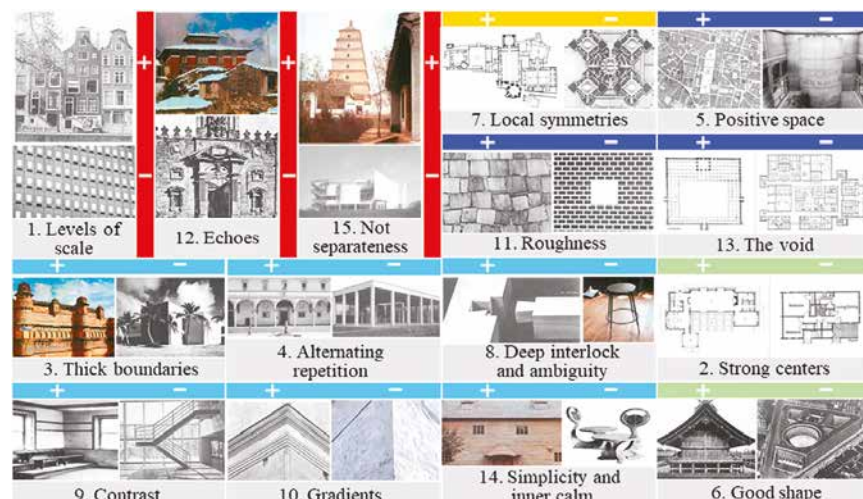 + −
+ −
7. Local symmetries
5. Positive space
+
+
−
−
1. Levels of
scale
12. Echoes
15. Not
separateness
11. Roughness
13. The void
+ −
+ −
+ −
+ −
3. Thick boundaries
4. Alternating
repetition
8. Deep interlock
and ambiguity
2. Strong centers
+ −
9. Contrast
10. Gradients
14. Simplicity and
inner calm
6. Good shape